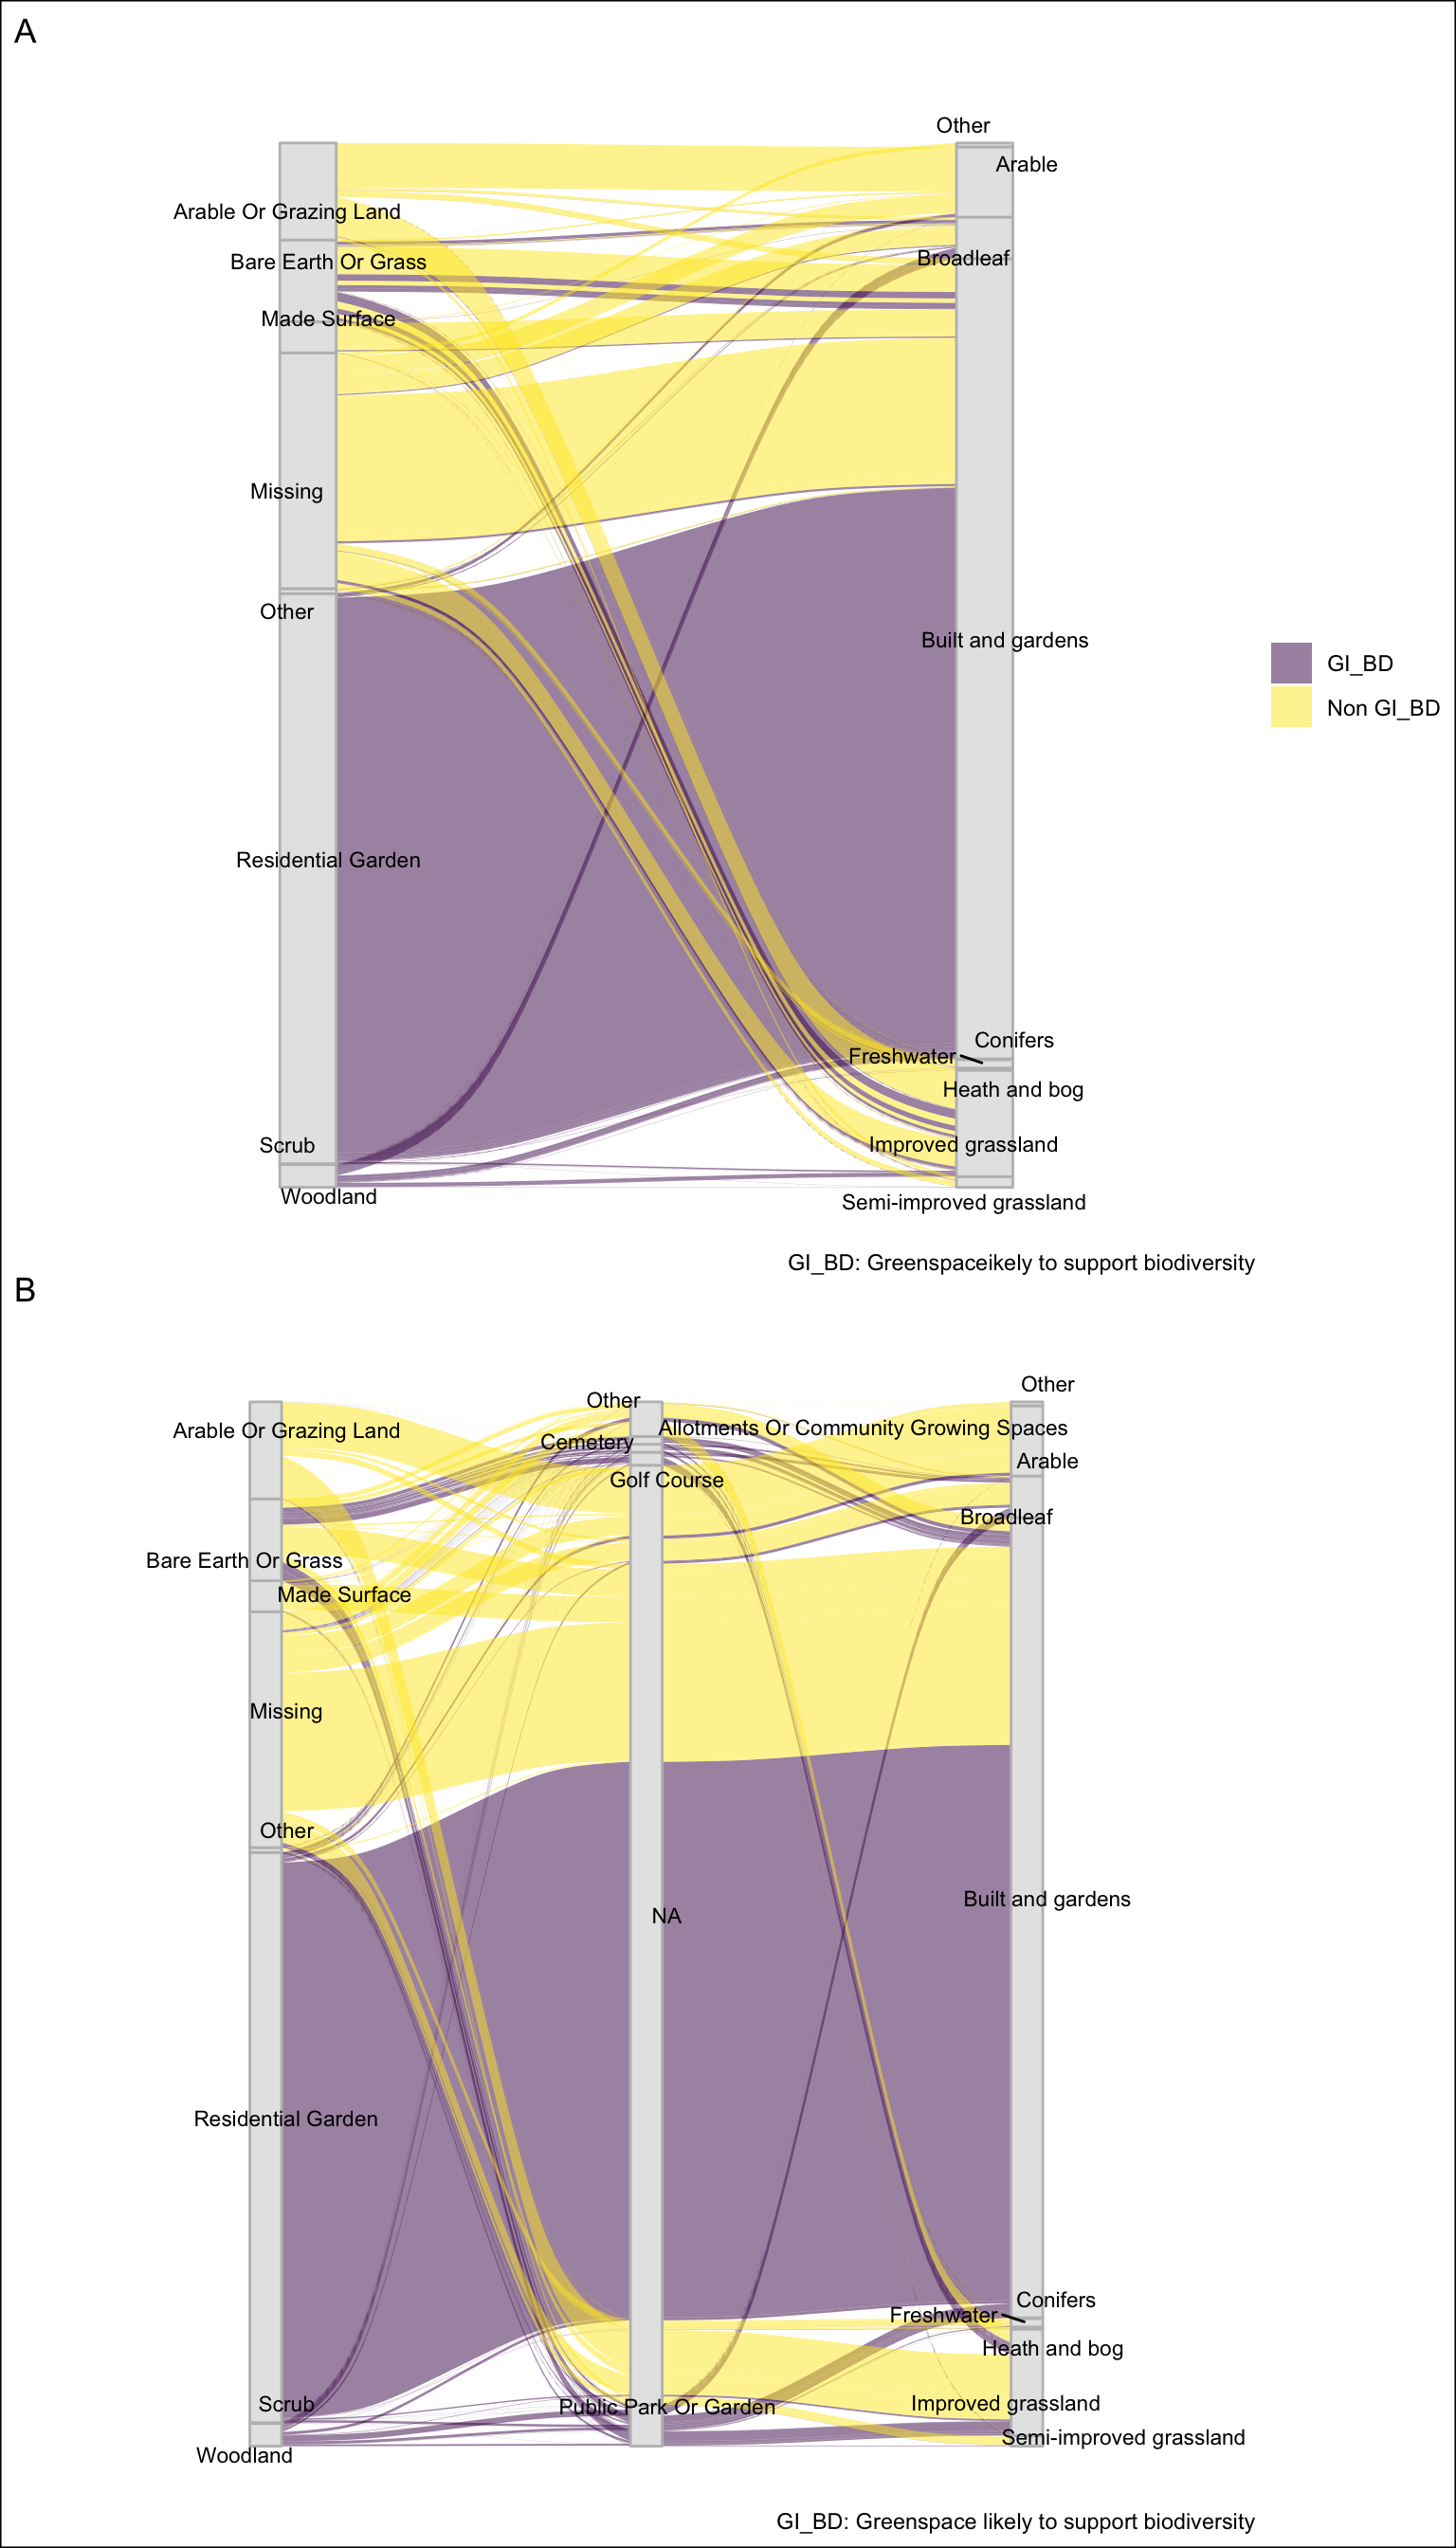 A
Other
Arable
Arable Or Grazing Land
Broadleaf
Bare Earth Or Grass
Made Surface
Missing
Other
Built and gardens
GI_BD
Non GI_BD
Residential Garden
Conifers
Freshwater
Heath and bog
Scrub
Improved grassland
Woodland
Semi-improved grassland
GI_BD: Greenspaceikely to support biodiversity
B
Other
Other
Arable Or Grazing Land
Allotments Or Community Growing Spaces
Cemetery
Arable
Golf Course
Broadleaf
Bare Earth Or Grass
Made Surface
Missing
Other
Built and gardens
NA
Residential Garden
Conifers
Freshwater
Heath and bog
Scrub
Public Park Or Garden
Improved grassland
Semi-improved grassland
Woodland
GI_BD: Greenspace likely to support biodiversity